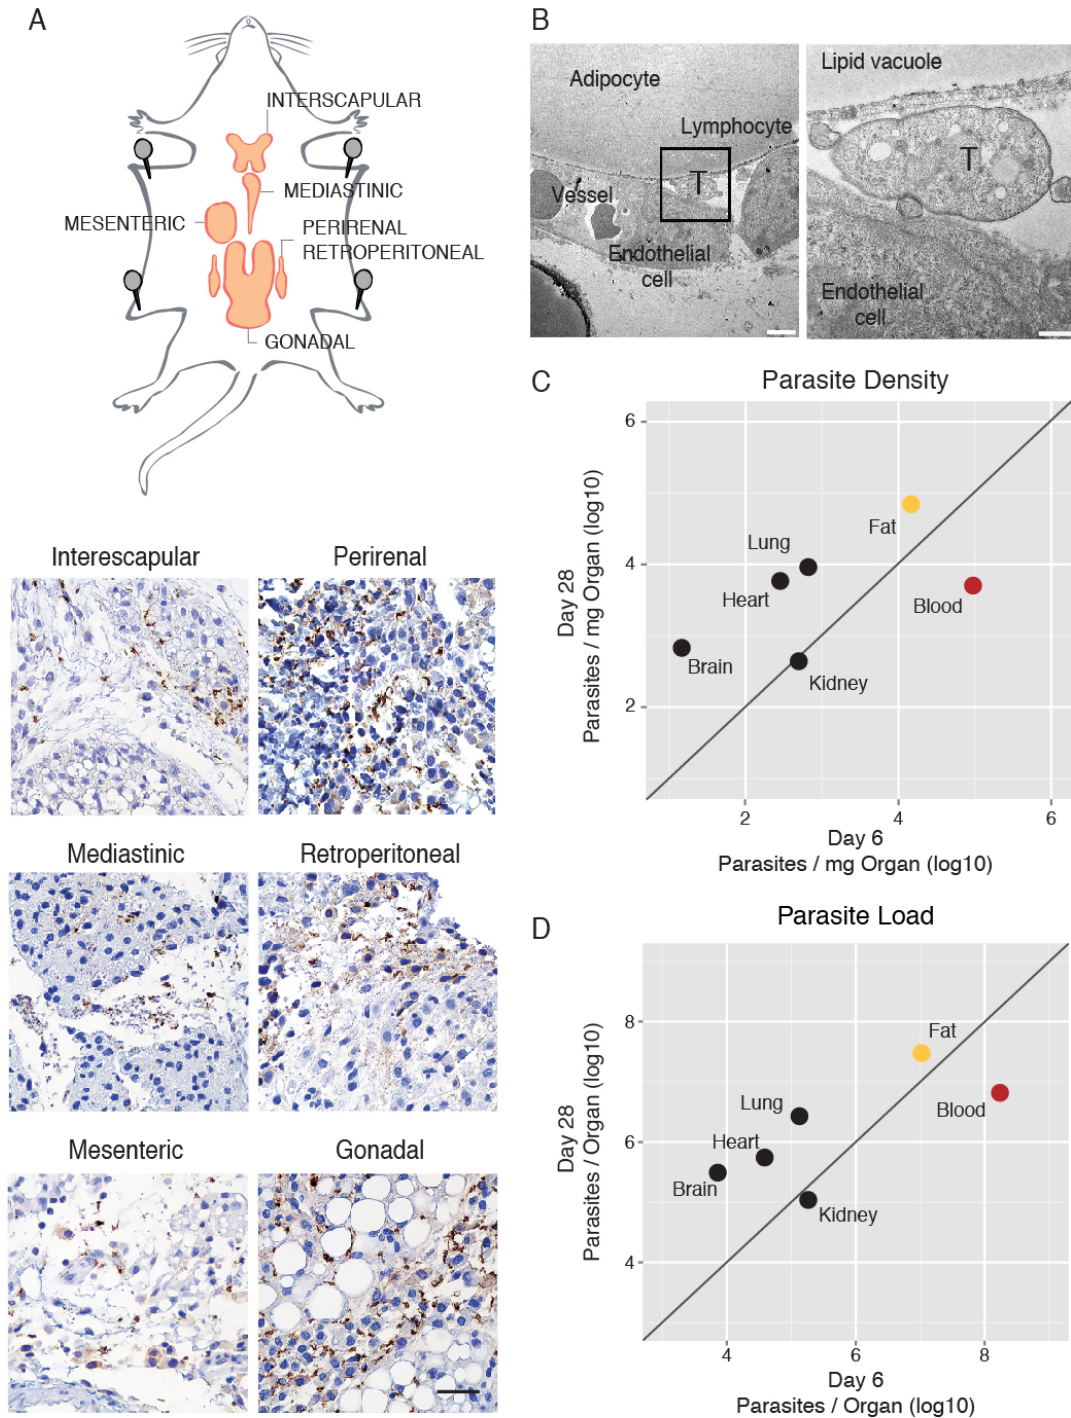 A
INTERSCAPULAR
MEDIASTINIC
MESENTERIC
PERIRENAL
RETROPERITONEAL
GONADAL
Interescapular
Perirenal
Mediastinic
Retroperitoneal
Mesenteric
Gonadal
B
Adipocyte
Lymphocyte
T
Vessel
Endothelial
cell
Lipid vacuole
T
Endothelial
cell
C
Parasite Density
Day 28
Parasites / mg Organ (log10)
6
4
2
Fat
Lung
Heart
Blood
Brain
Kidney
2
4
6
Day 6
Parasites / mg Organ (log10)
D
Parasite Load
Day 28
Parasites / Organ (log10)
8
6
4
Fat
Lung
Blood
Heart
Brain
Kidney
4
6
8
Day 6
Parasites / Organ (log10)